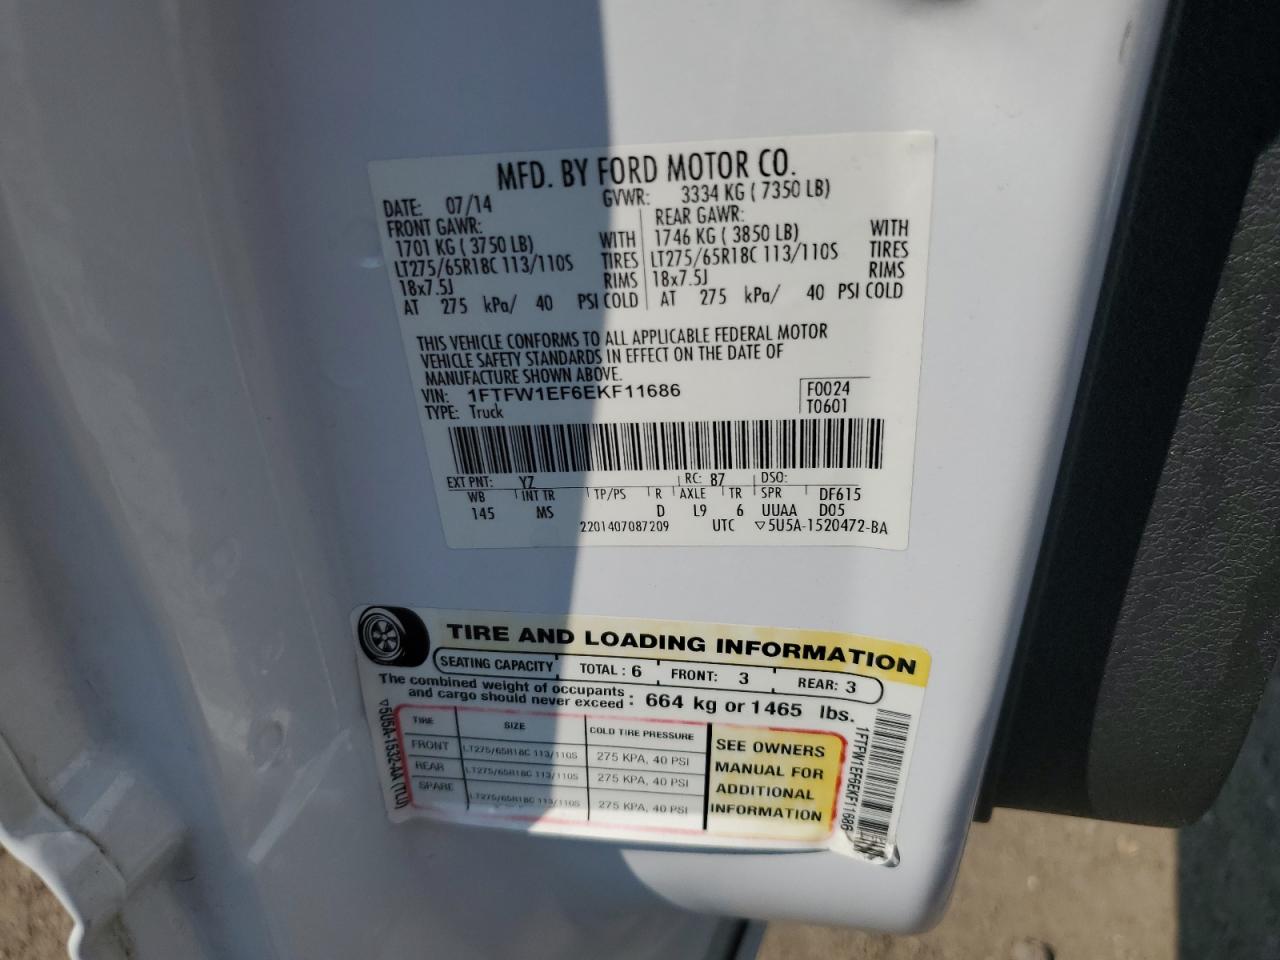 MFD. BY FORD MOTOR CO.
DATE: 07/14 GVWR: 3334 KG ( 7350 LB)
FRONT GAWR: REAR GAWR:
1701 KG ( 3750 LB) WITH 1746 KG ( 3850 LB) WITH
LT275/65R18C 113/110S TIRES LT275/65R18C 113/110S TIRES
18x7.5J RIMS 18x7.5J RIMS
AT 275 kPa/ 40 PSI COLD AT 275 kPa/ 40 PSI COLD
THIS VEHICLE CONFORMS TO ALL APPLICABLE FEDERAL MOTOR
VEHICLE SAFETY STANDARDS IN EFFECT ON THE DATE OF
MANUFACTURE SHOWN ABOVE.
VIN: 1FTFW1EF6EKF11686 F0024
TYPE: Truck T0601
EXT PNT: YZ RC: 87 DSO:
WB INT TR TP/PS R AXLE TR SPR DF615
145 MS D L9 6 UUAA D05
2201407087209 UTC ▽5U5A-1520472-BA
TIRE AND LOADING INFORMATION
SEATING CAPACITY TOTAL : 6 FRONT: 3 REAR: 3
The combined weight of occupants
and cargo should never exceed : 664 kg or 1465 lbs.
TIRE SIZE COLD TIRE PRESSURE
FRONT LT275/65R18C 113/110S 275 KPA, 40 PSI
REAR LT275/65R18C 113/110S 275 KPA, 40 PSI
SPARE LT275/65R18C 113/110S 275 KPA, 40 PSI
SEE OWNERS
MANUAL FOR
ADDITIONAL
INFORMATION
▽5U5A-1532-AA (TLU)
1FTFW1EF6EKF11686